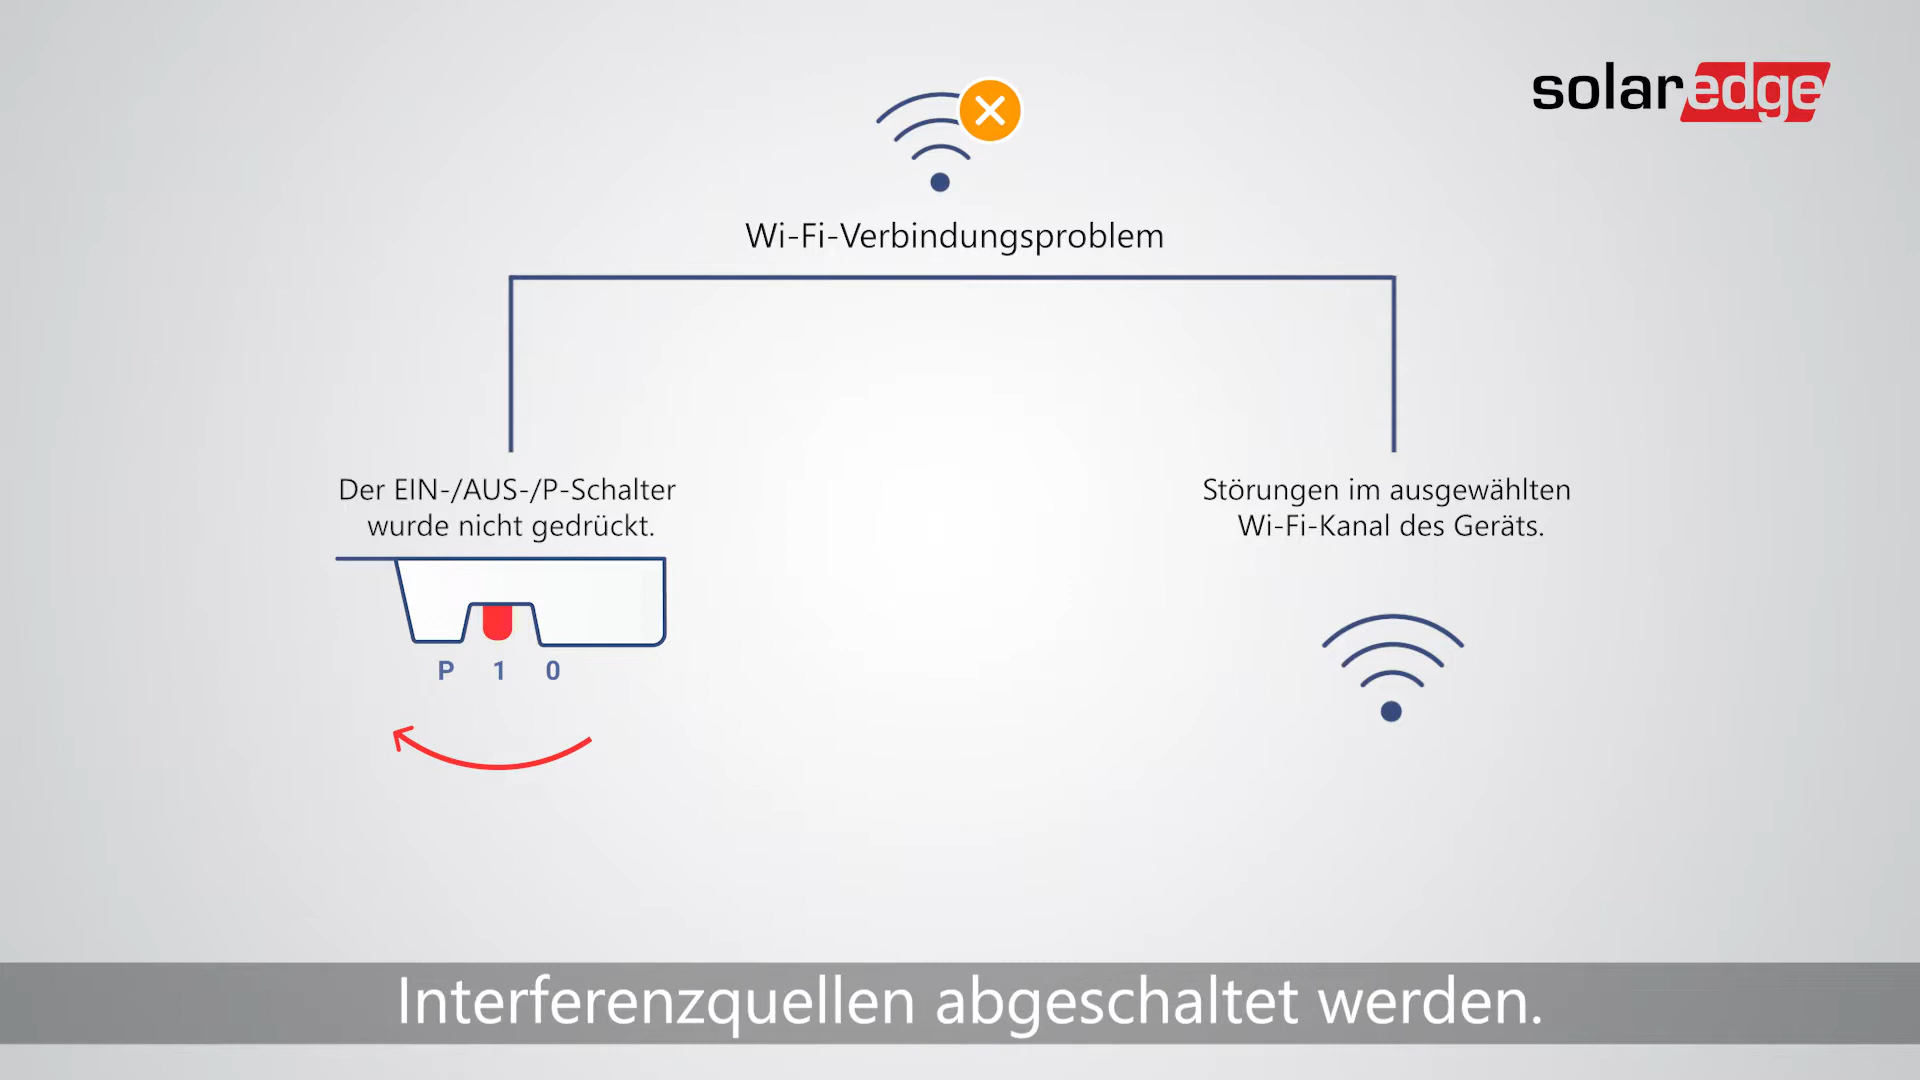 solaredge
Wi-Fi-Verbindungsproblem
Der EIN-/AUS-/P-Schalter
wurde nicht gedrückt.
P 1 0
Störungen im ausgewählten
Wi-Fi-Kanal des Geräts.
Interferenzquellen abgeschaltet werden.